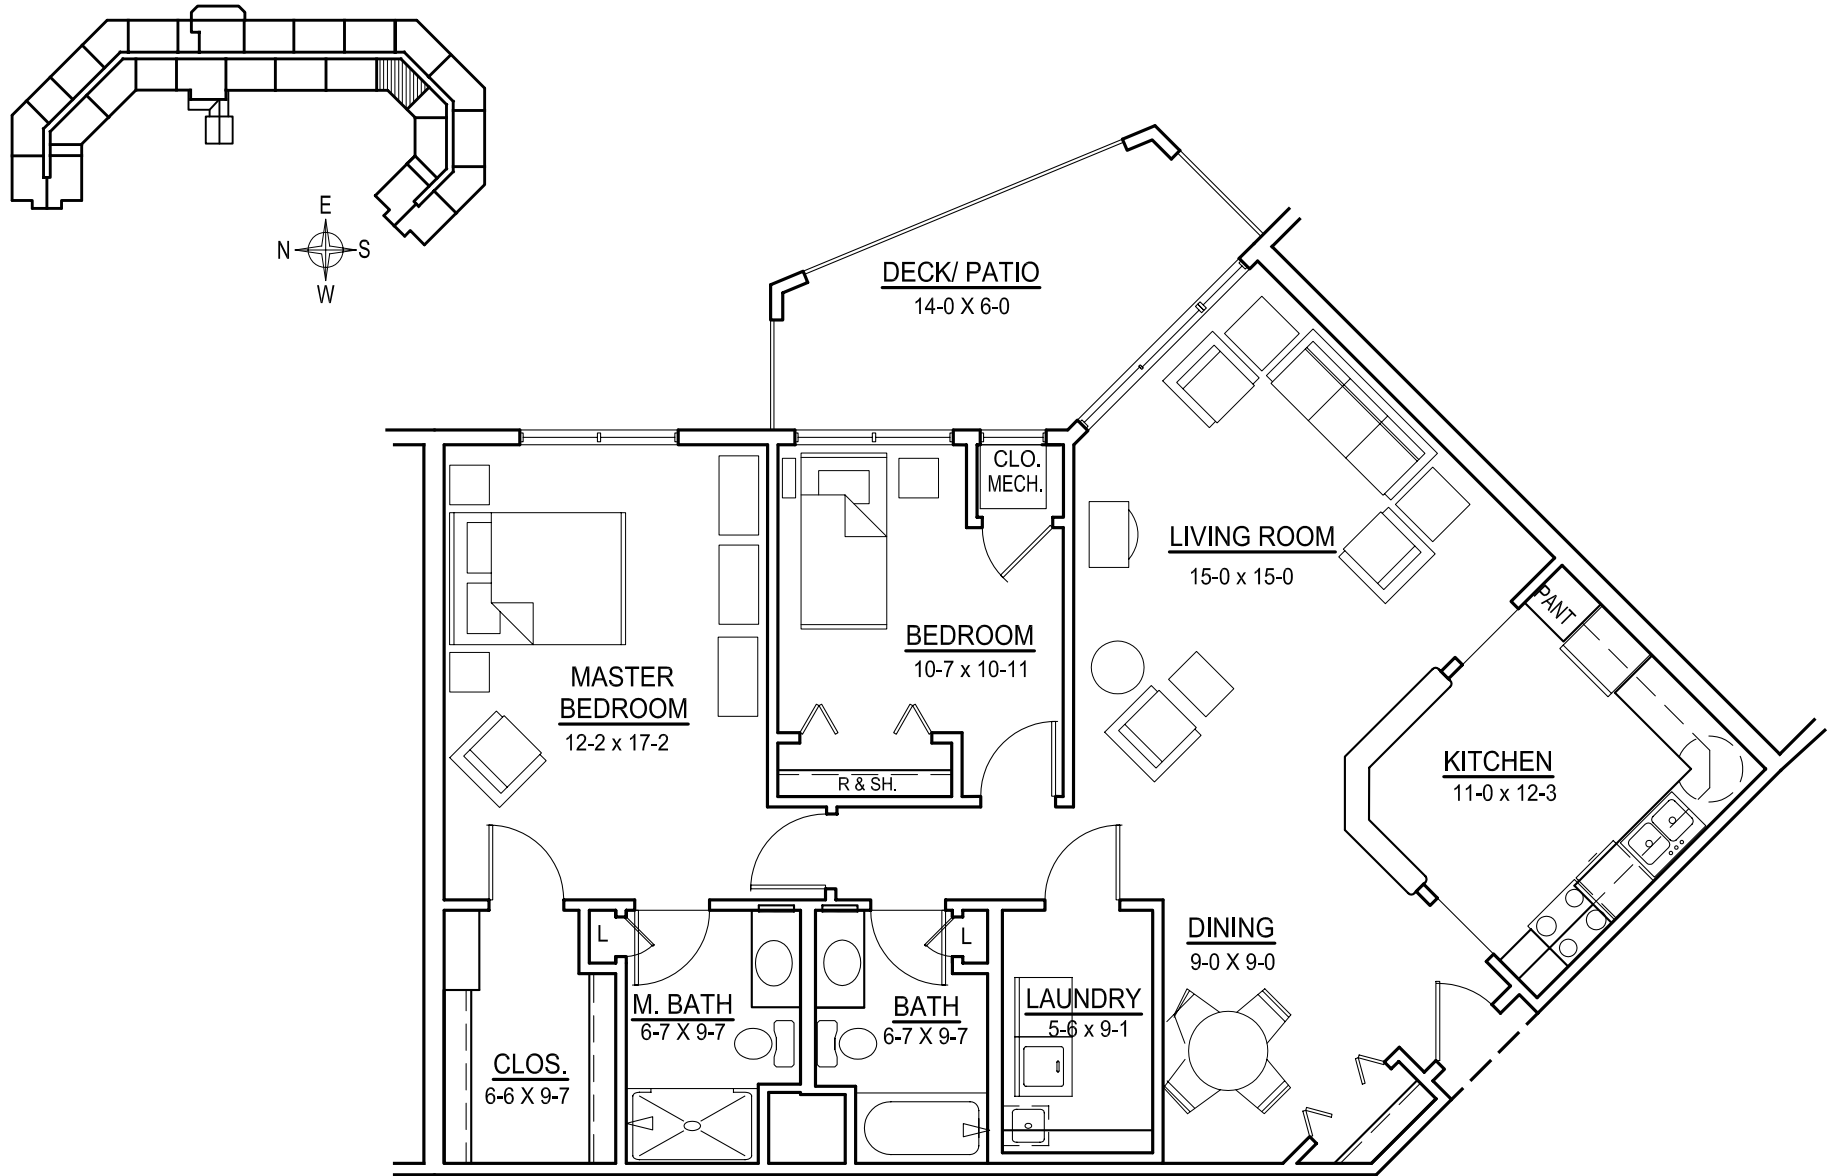 E
N S
W
DECK/ PATIO
14-0 X 6-0
CLO.
MECH.
LIVING ROOM
15-0 x 15-0
PANT
BEDROOM
10-7 x 10-11
MASTER
BEDROOM
12-2 x 17-2
R & SH.
KITCHEN
11-0 x 12-3
L
L
DINING
9-0 X 9-0
M. BATH
6-7 X 9-7
BATH
6-7 X 9-7
LAUNDRY
5-6 x 9-1
CLOS.
6-6 X 9-7